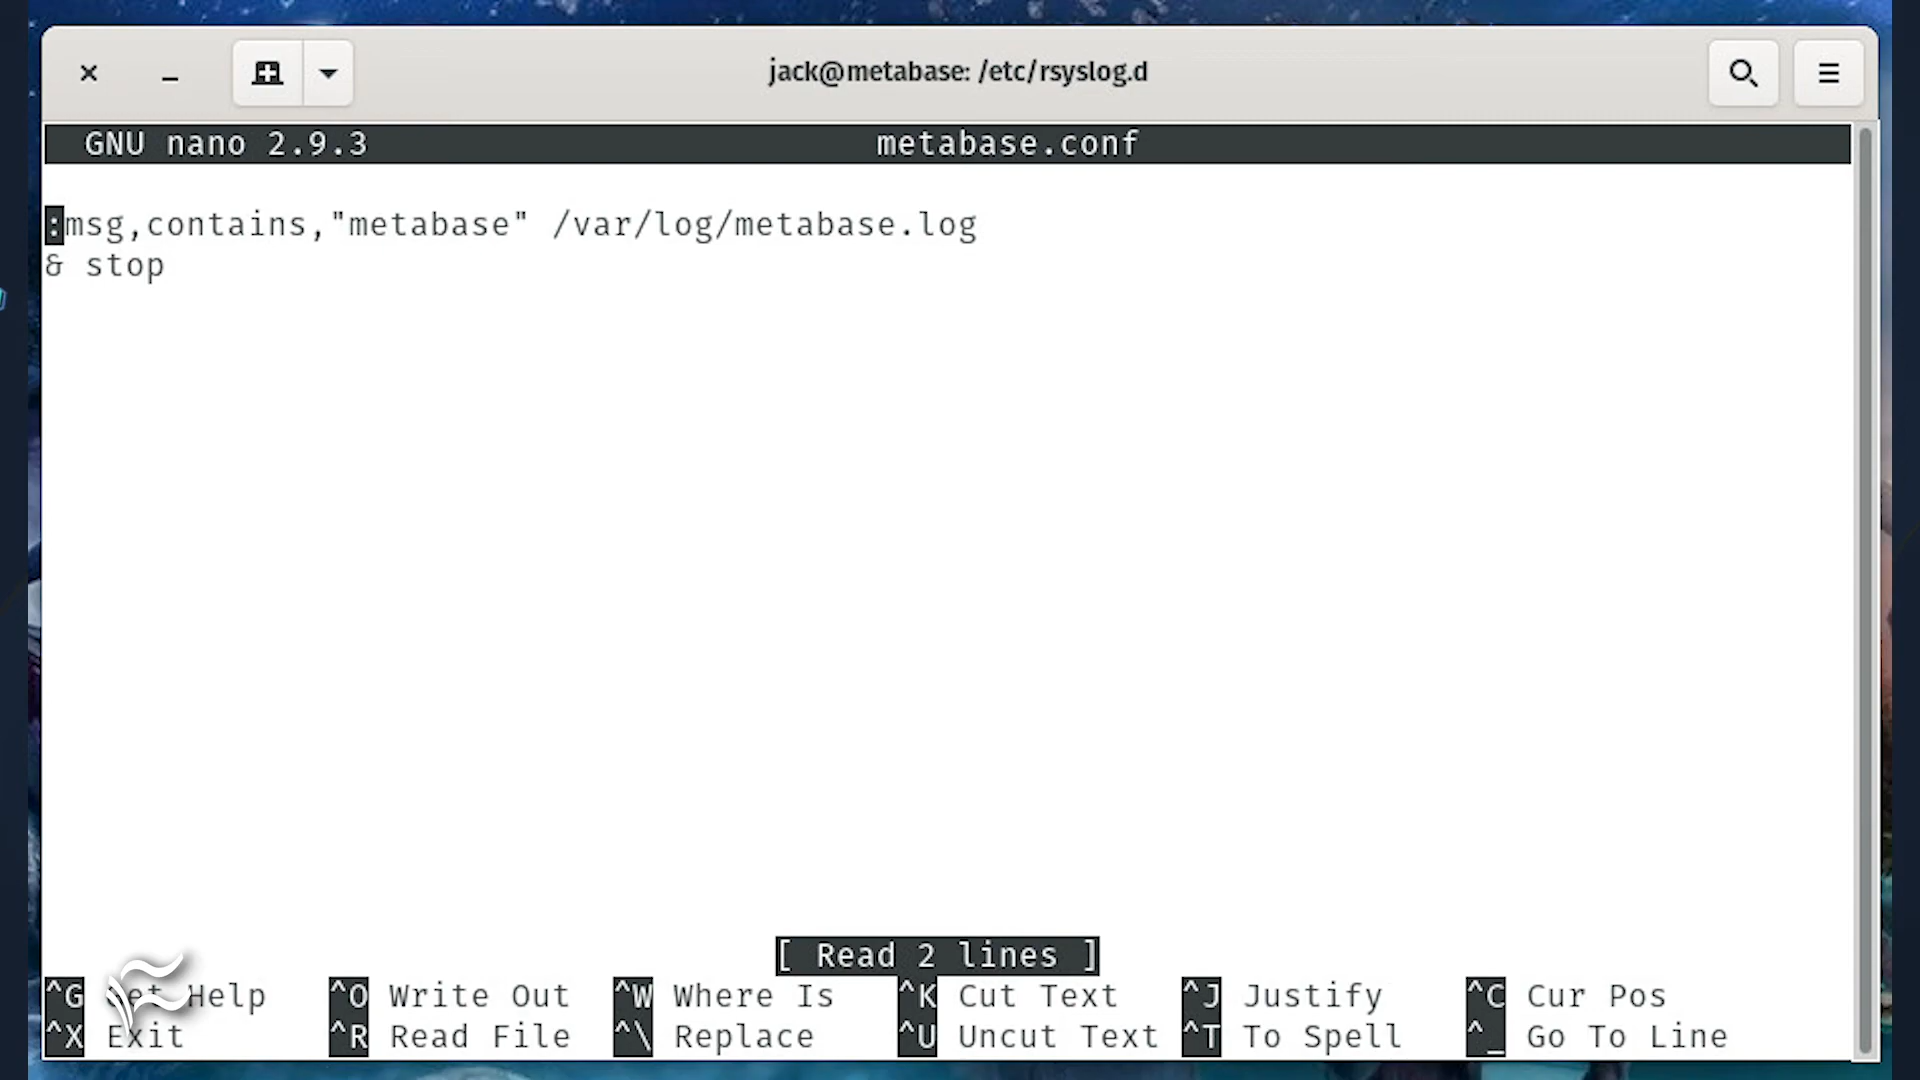 jack@metabase: /etc/rsyslog.d
GNU nano 2.9.3 metabase.conf
:msg,contains,"metabase" /var/log/metabase.log
& stop
[ Read 2 lines ]
^G Get Help ^O Write Out ^W Where Is ^K Cut Text ^J Justify ^C Cur Pos
^X Exit ^R Read File ^\ Replace ^U Uncut Text ^T To Spell ^_ Go To Line